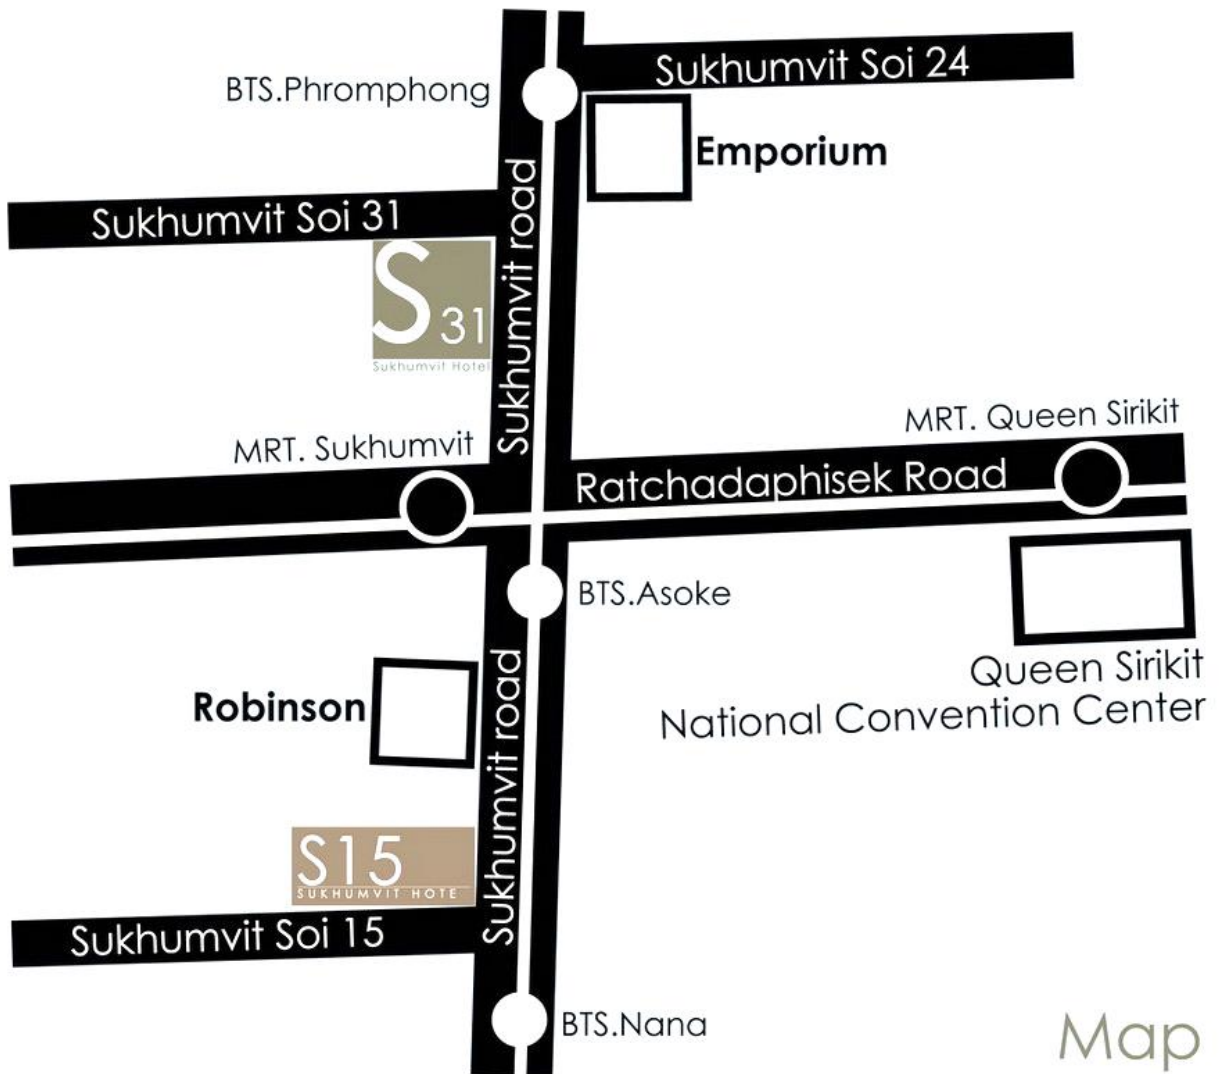 Sukhumvit Soi 24
BTS.Phromphong
Emporium
Sukhumvit road
Sukhumvit Soi 31
S 31
Sukhumvit Hotel
MRT. Queen Sirikit
MRT. Sukhumvit
Ratchadaphisek Road
BTS.Asoke
Queen Sirikit
National Convention Center
Robinson
Sukhumvit road
S15
SUKHUMVIT HOTE
Sukhumvit Soi 15
BTS.Nana
Map